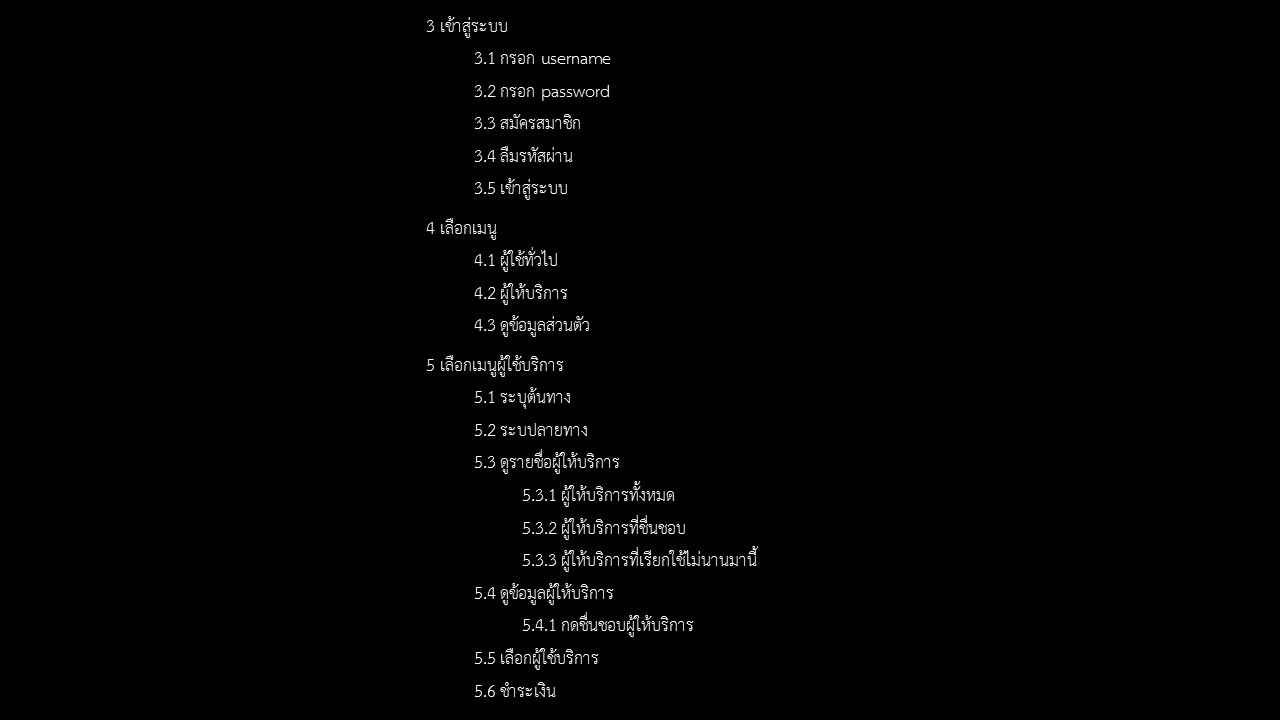 3 เข้าสู่ระบบ
3.1 กรอก username
3.2 กรอก password
3.3 สมัครสมาชิก
3.4 ลืมรหัสผ่าน
3.5 เข้าสู่ระบบ
4 เลือกเมนู
4.1 ผู้ใช้ทั่วไป
4.2 ผู้ให้บริการ
4.3 ดูข้อมูลส่วนตัว
5 เลือกเมนูผู้ใช้บริการ
5.1 ระบุต้นทาง
5.2 ระบปลายทาง
5.3 ดูรายชื่อผู้ให้บริการ
5.3.1 ผู้ให้บริการทั้งหมด
5.3.2 ผู้ให้บริการที่ชื่นชอบ
5.3.3 ผู้ให้บริการที่เรียกใช้ไม่นานมานี้
5.4 ดูข้อมูลผู้ให้บริการ
5.4.1 กดชื่นชอบผู้ให้บริการ
5.5 เลือกผู้ใช้บริการ
5.6 ชำระเงิน